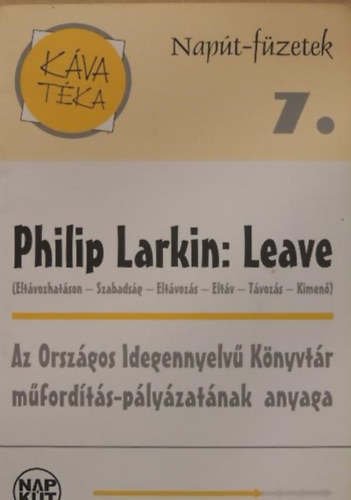 KÁVA
TÉKA
Napút-füzetek
7.
Philip Larkin: Leave
(Eltávozhatáson – Szabadság – Eltávozás – Eltáv – Távozás – Kimenő)
Az Országos Idegennyelvű Könyvtár
műfordítás-pályázatának anyaga
NAP
KÚT